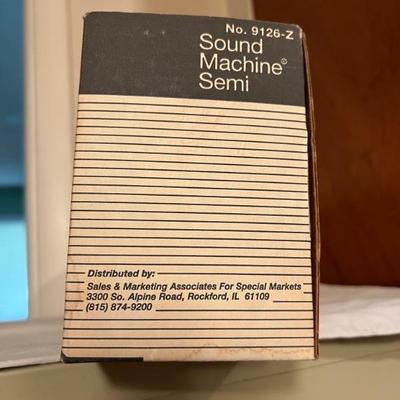 No. 9126-Z
Sound
Machine®
Semi
Distributed by:
Sales & Marketing Associates For Special Markets
3300 So. Alpine Road, Rockford, IL 61109
(815) 874-9200